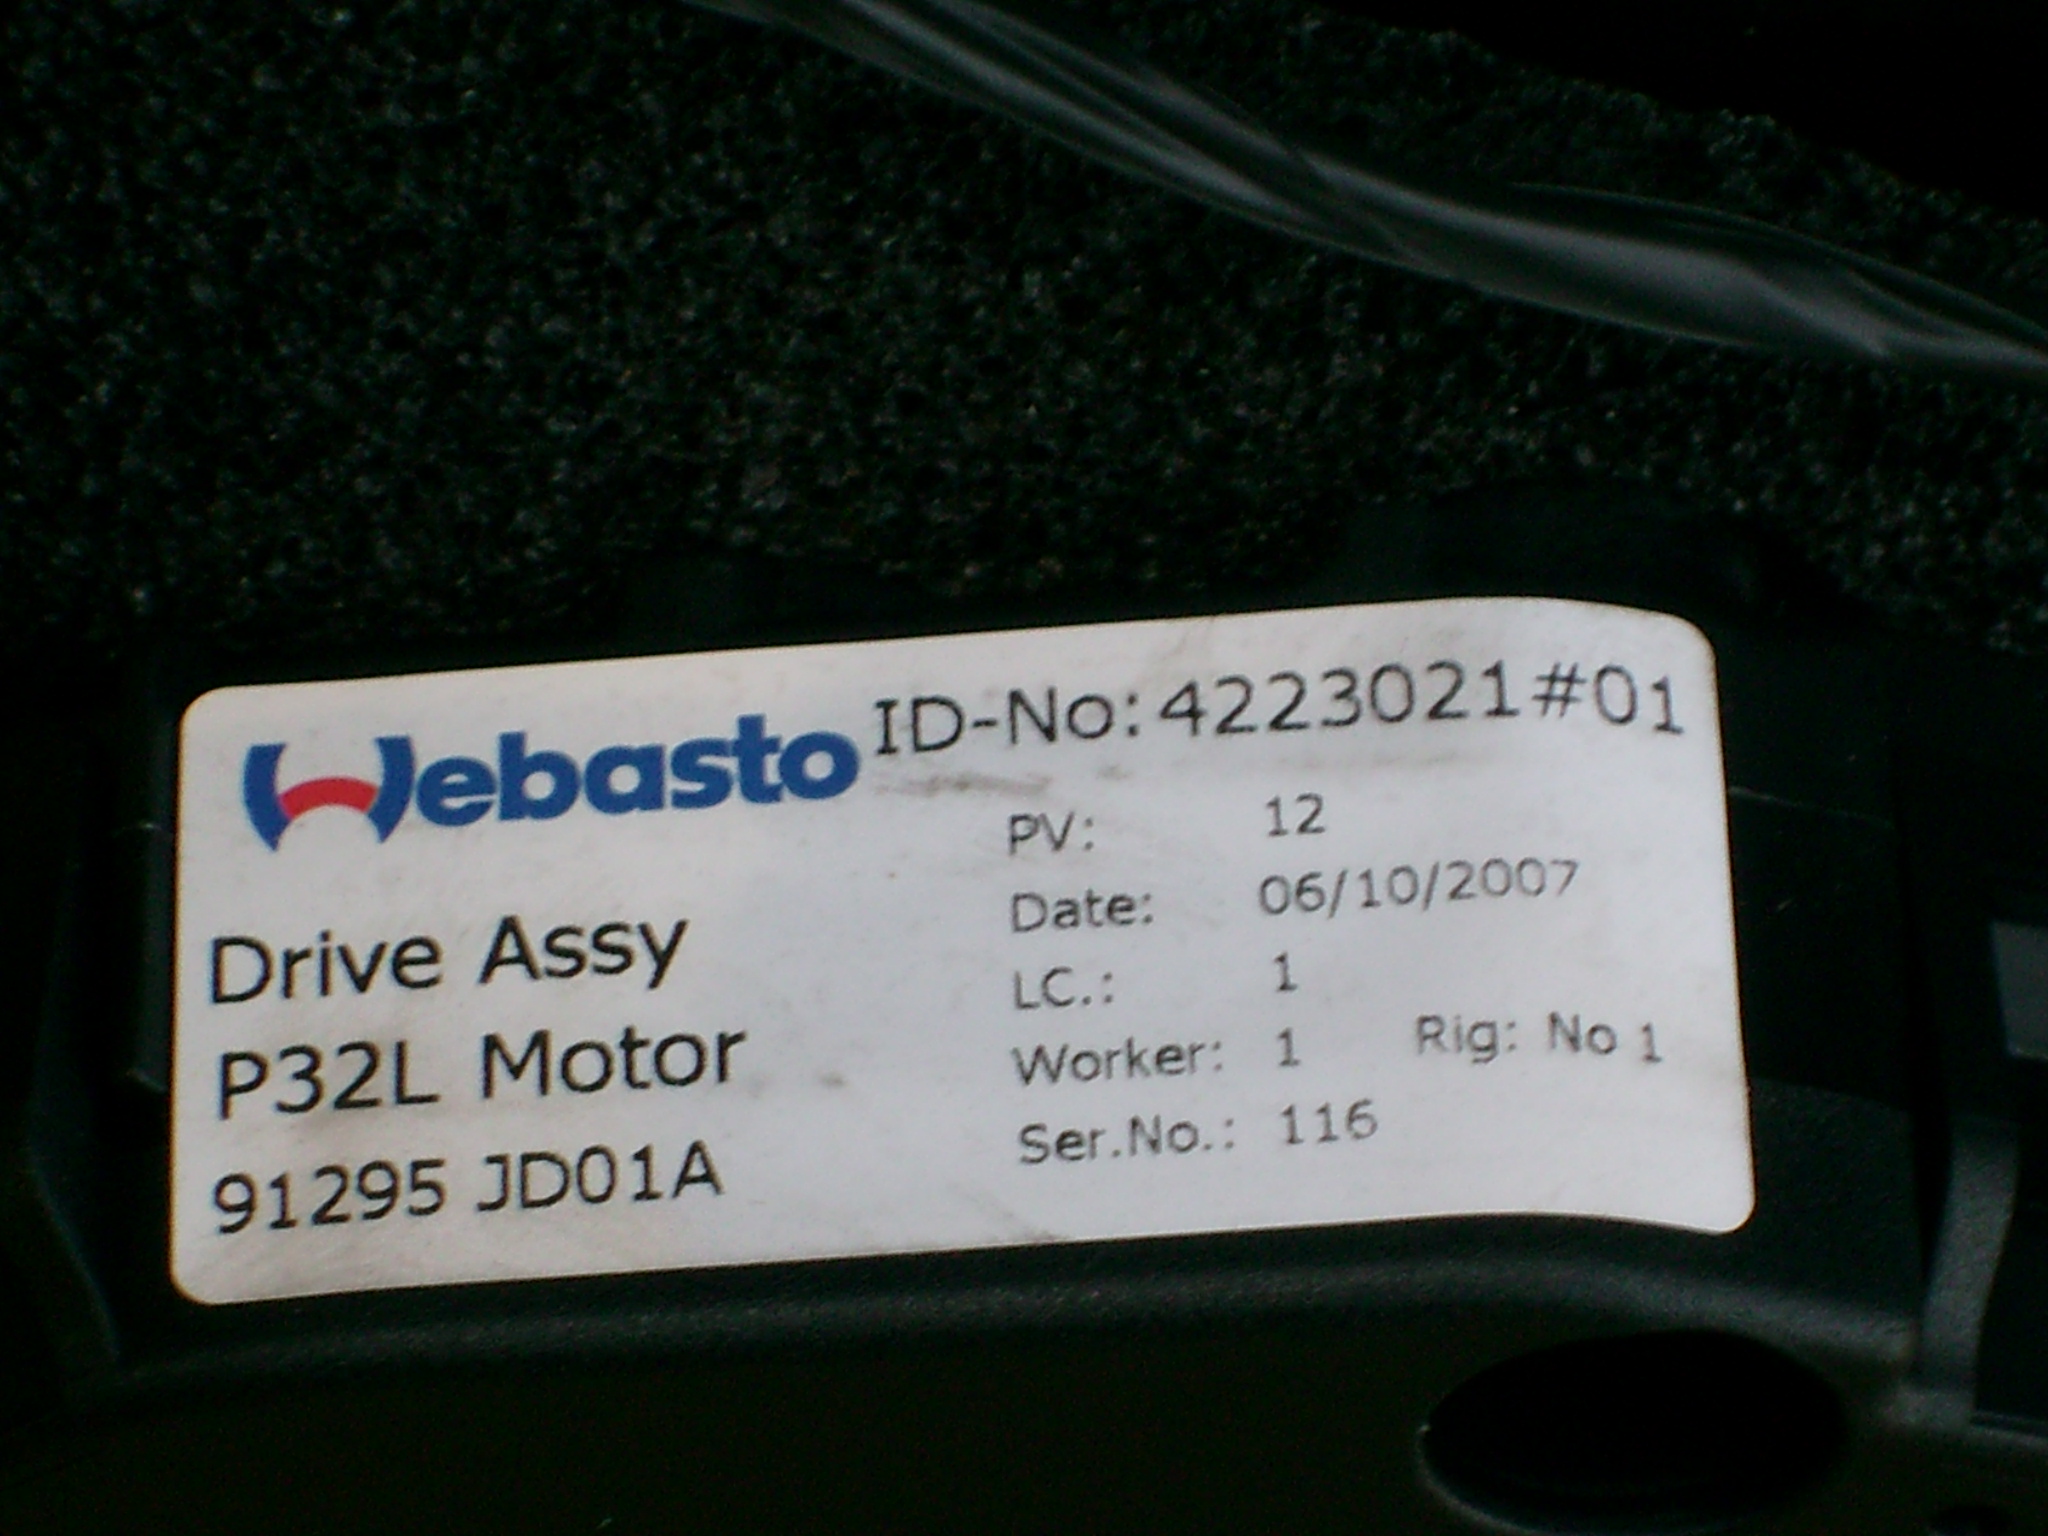 Webasto ID-No: 4223021#01
PV: 12
Date: 06/10/2007
LC.: 1
Worker: 1 Rig: No 1
Ser.No.: 116
Drive Assy
P32L Motor
91295 JD01A